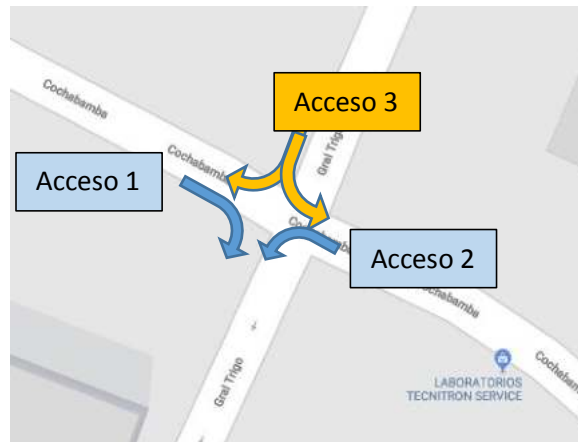 Cochabamba
Acceso 3
Gral Trigo
Cochabamba
Acceso 1
Cochabamba
Acceso 2
Cochabamba
Cochabamba
LABORATORIOS
TECNITRON SERVICE
Gral Trigo